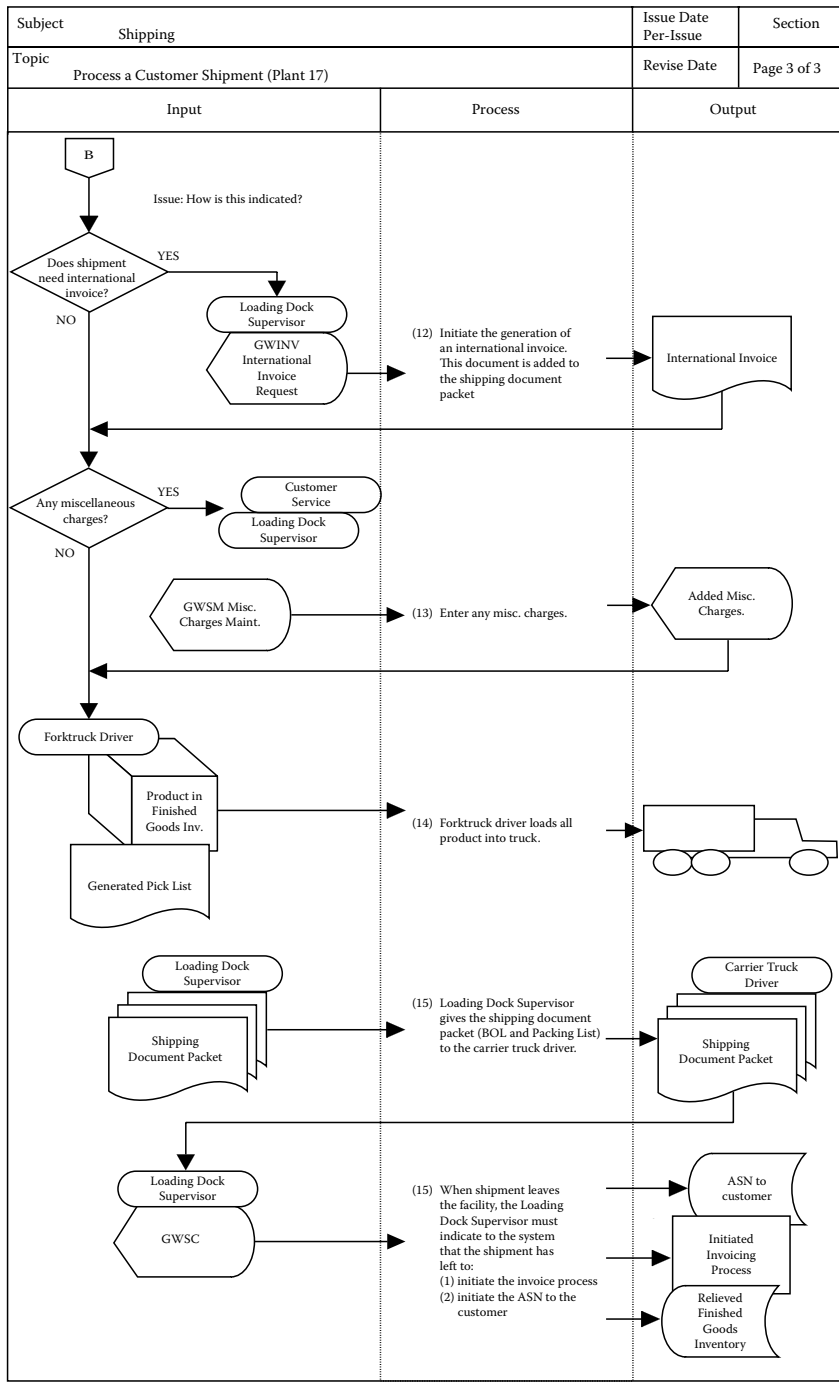 Subject
Shipping
Issue Date
Per-Issue
Section
Topic
Process a Customer Shipment (Plant 17)
Revise Date
Page 3 of 3
Input
Process
Output
B
Issue: How is this indicated?
Does shipment
need international
invoice?
YES
NO
Loading Dock
Supervisor
GWINV
International
Invoice
Request
(12) Initiate the generation of
an international invoice.
This document is added to
the shipping document
packet
International Invoice
Any miscellaneous
charges?
YES
NO
Customer
Service
Loading Dock
Supervisor
GWSM Misc.
Charges Maint.
(13) Enter any misc. charges.
Added Misc.
Charges.
Forktruck Driver
Product in
Finished
Goods Inv.
Generated Pick List
(14) Forktruck driver loads all
product into truck.
Loading Dock
Supervisor
Shipping
Document Packet
(15) Loading Dock Supervisor
gives the shipping document
packet (BOL and Packing List)
to the carrier truck driver.
Carrier Truck
Driver
Shipping
Document Packet
Loading Dock
Supervisor
GWSC
(15) When shipment leaves
the facility, the Loading
Dock Supervisor must
indicate to the system
that the shipment has
left to:
(1) initiate the invoice process
(2) initiate the ASN to the
customer
ASN to
customer
Initiated
Invoicing
Process
Relieved
Finished
Goods
Inventory